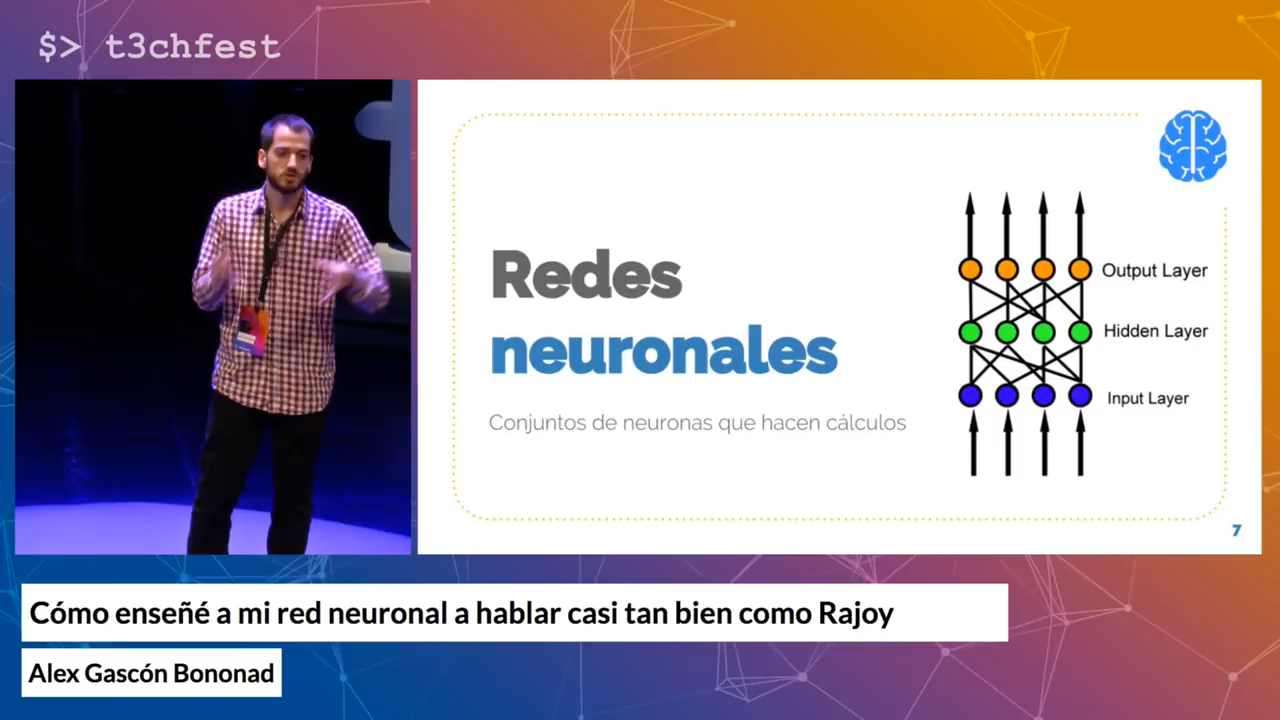 $> t3chfest
Redes
neuronales
Conjuntos de neuronas que hacen cálculos
Output Layer
Hidden Layer
Input Layer
7
Cómo enseñé a mi red neuronal a hablar casi tan bien como Rajoy
Alex Gascón Bononad